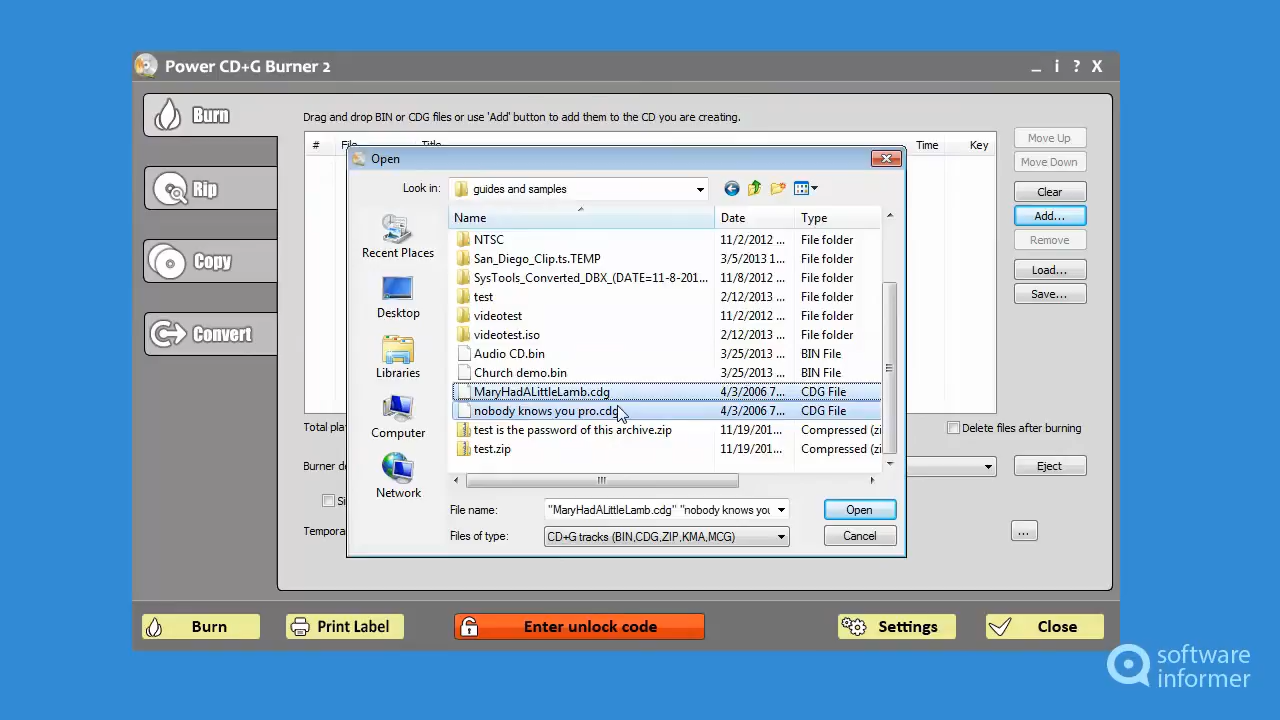 Power CD+G Burner 2
_ i ? X
Burn
Rip
Copy
Convert
Drag and drop BIN or CDG files or use 'Add' button to add them to the CD you are creating.
# File Title Time Key
Move Up
Move Down
Clear
Add...
Remove
Load...
Save...
Open
Look in: guides and samples
Recent Places
Desktop
Libraries
Computer
Network
Name Date Type
NTSC 11/2/2012 ... File folder
San_Diego_Clip.ts.TEMP 3/5/2013 1... File folder
SysTools_Converted_DBX_(DATE=11-8-201... 11/8/2012 ... File folder
test 2/12/2013 ... File folder
videotest 11/2/2012 ... File folder
videotest.iso 2/12/2013 ... File folder
Audio CD.bin 3/25/2013 ... BIN File
Church demo.bin 3/25/2013 ... BIN File
MaryHadALittleLamb.cdg 4/3/2006 7... CDG File
nobody knows you pro.cdg 4/3/2006 7... CDG File
test is the password of this archive.zip 11/19/201... Compressed (zi
test.zip 11/19/201... Compressed (zi
File name: "MaryHadALittleLamb.cdg" "nobody knows you
Open
Files of type: CD+G tracks (BIN,CDG,ZIP,KMA,MCG)
Cancel
Total pla
Delete files after burning
Burner de
Eject
Si
Tempora
...
Burn
Print Label
Enter unlock code
Settings
Close
software
informer